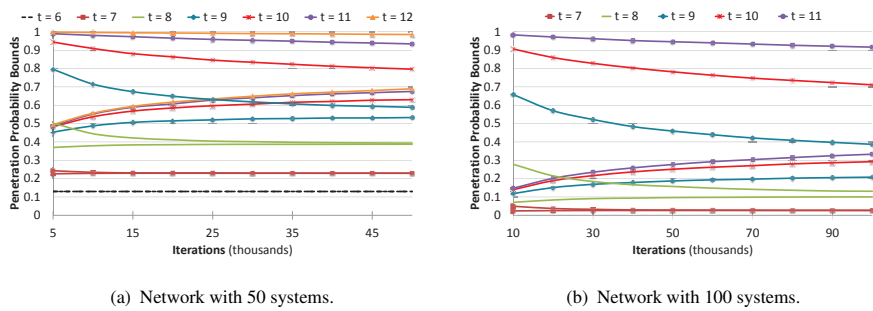 t = 6 t = 7 t = 8 t = 9 t = 10 t = 11 t = 12
Penetration Probability Bounds
1
0.9
0.8
0.7
0.6
0.5
0.4
0.3
0.2
0.1
0
5 15 25 35 45
Iterations (thousands)
(a) Network with 50 systems.
t = 7 t = 8 t = 9 t = 10 t = 11
Penetration Probability Bounds
1
0.9
0.8
0.7
0.6
0.5
0.4
0.3
0.2
0.1
0
10 30 50 70 90
Iterations (thousands)
(b) Network with 100 systems.